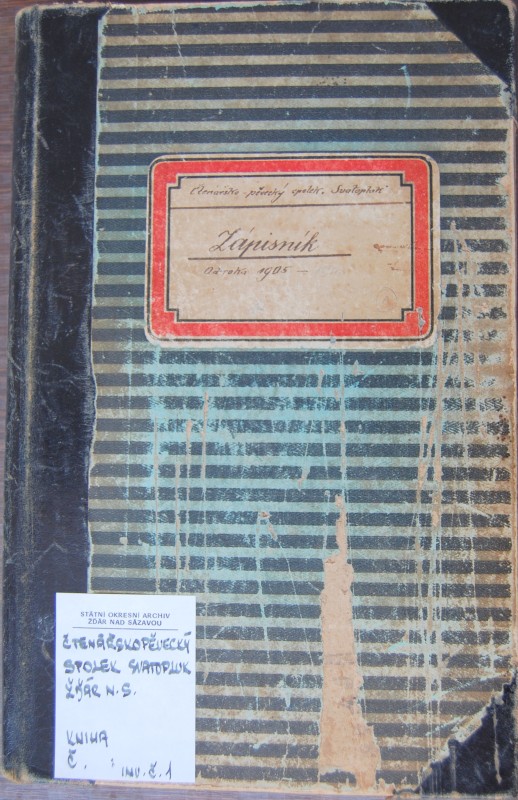 Čtenářsko-pěvecký spolek „Svatopluk“
Zápisník
Od roku 1905 —
STÁTNÍ OKRESNÍ ARCHIV
ŽĎÁR NAD SÁZAVOU
ČTENÁŘSKOPĚVECKÝ
SPOLEK SVATOPLUK
ŽĎÁR N.S.
KNIHA
Č. INV.Č.1